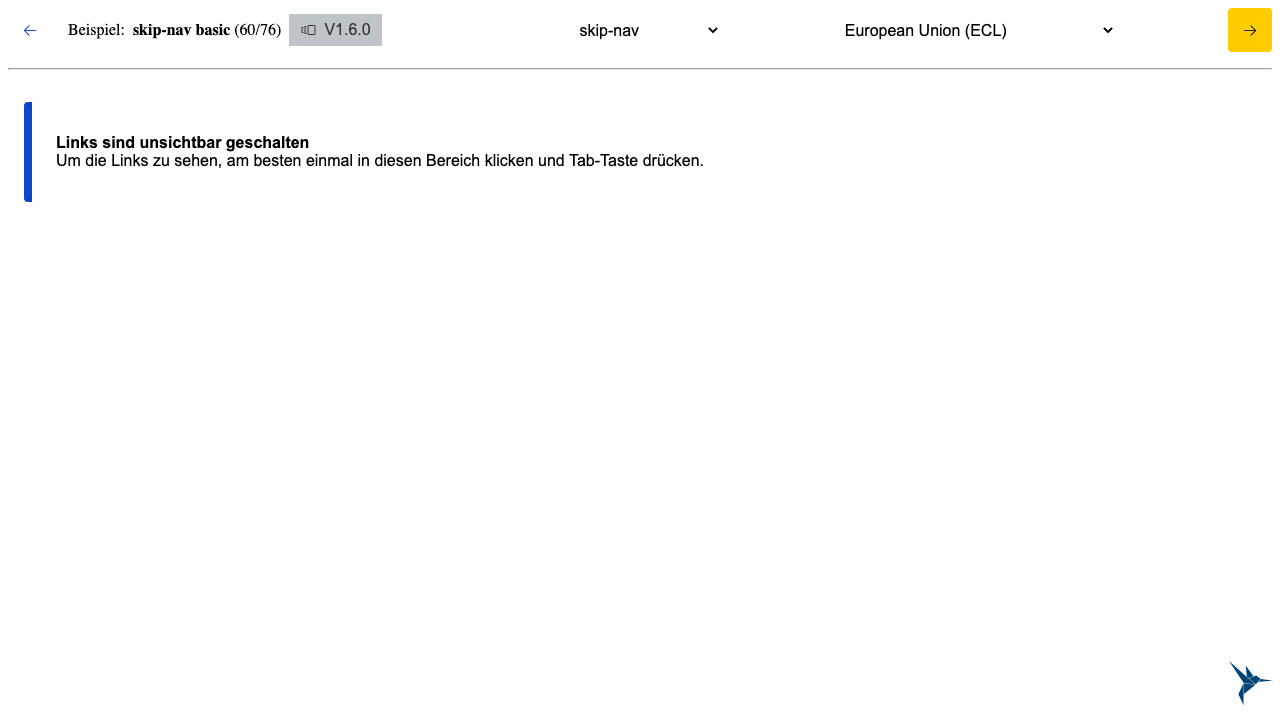 Beispiel: skip-nav basic (60/76) V1.6.0 skip-nav European Union (ECL)
Links sind unsichtbar geschalten
Um die Links zu sehen, am besten einmal in diesen Bereich klicken und Tab-Taste drücken.